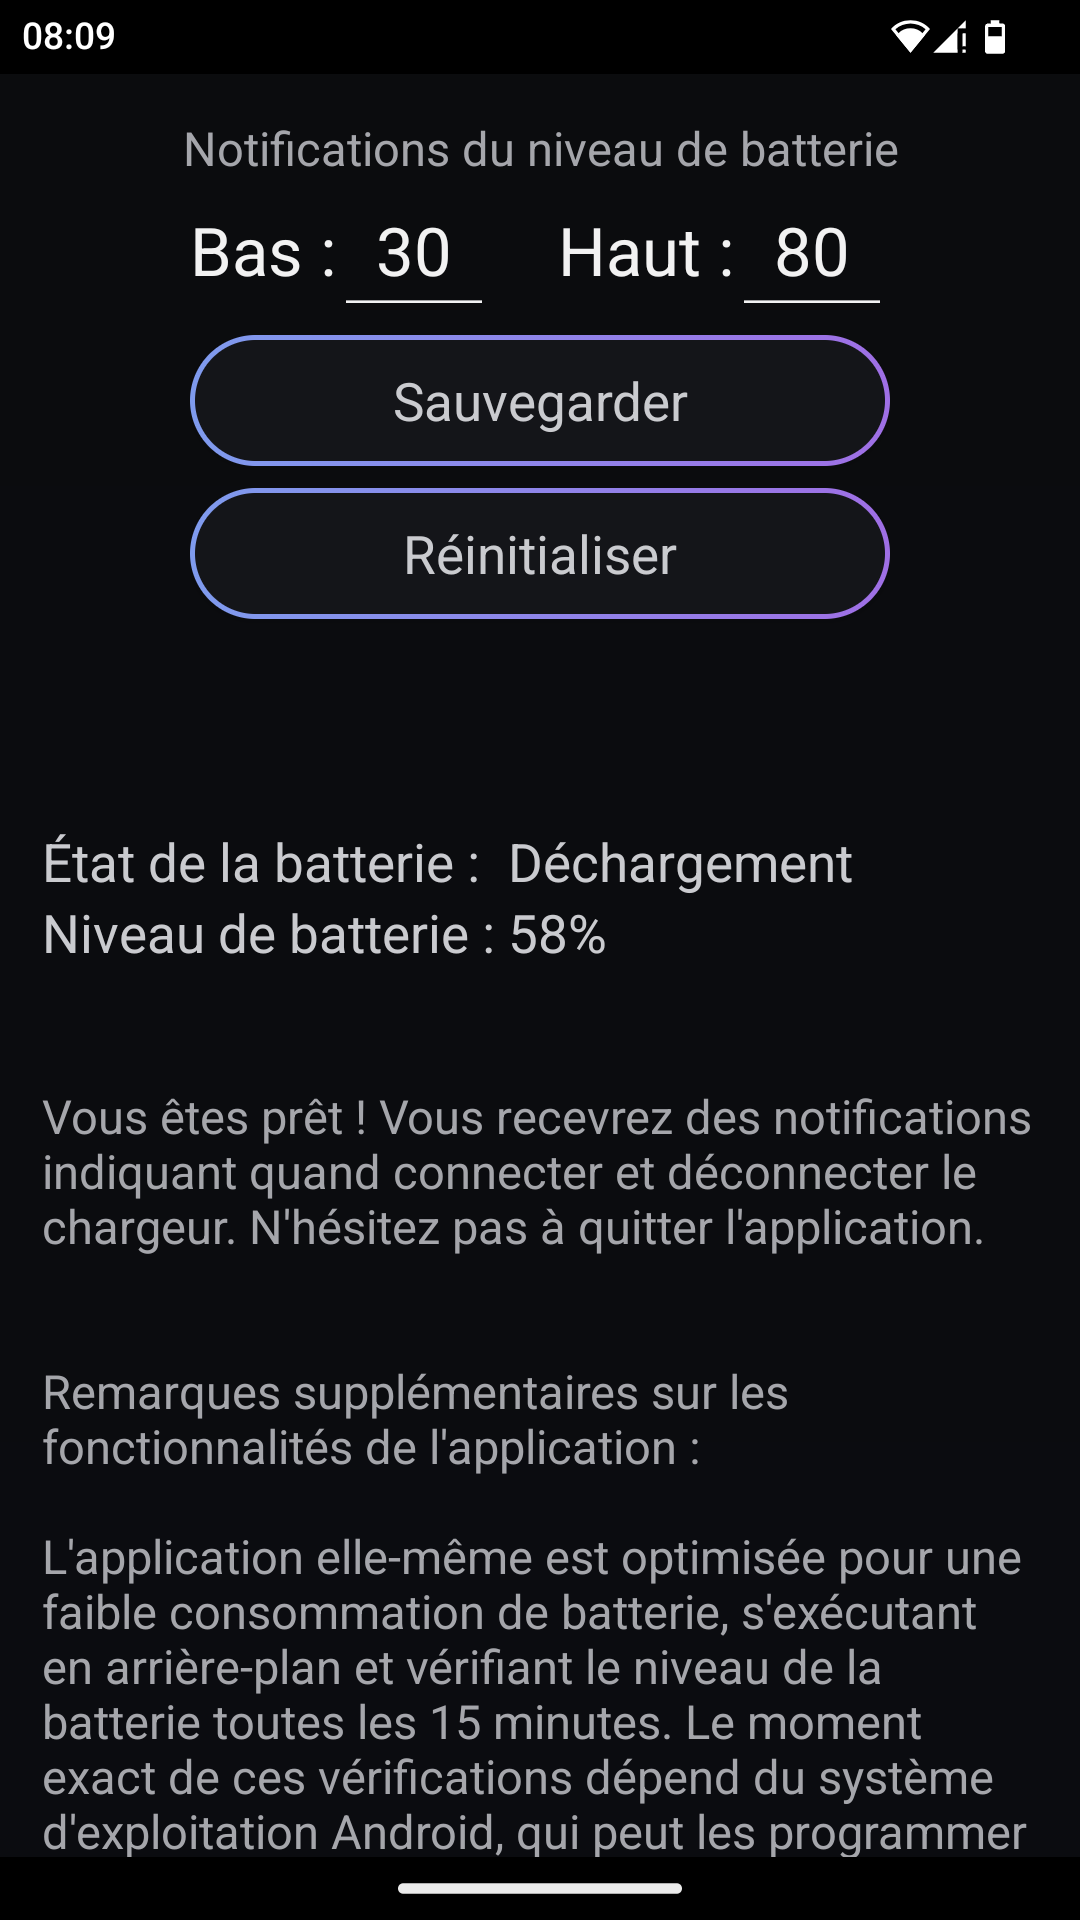 08:09
Notifications du niveau de batterie
Bas : 30 Haut : 80
Sauvegarder
Réinitialiser
État de la batterie : Déchargement
Niveau de batterie : 58%
Vous êtes prêt ! Vous recevrez des notifications
indiquant quand connecter et déconnecter le
chargeur. N'hésitez pas à quitter l'application.
Remarques supplémentaires sur les
fonctionnalités de l'application :
L'application elle-même est optimisée pour une
faible consommation de batterie, s'exécutant
en arrière-plan et vérifiant le niveau de la
batterie toutes les 15 minutes. Le moment
exact de ces vérifications dépend du système
d'exploitation Android, qui peut les programmer